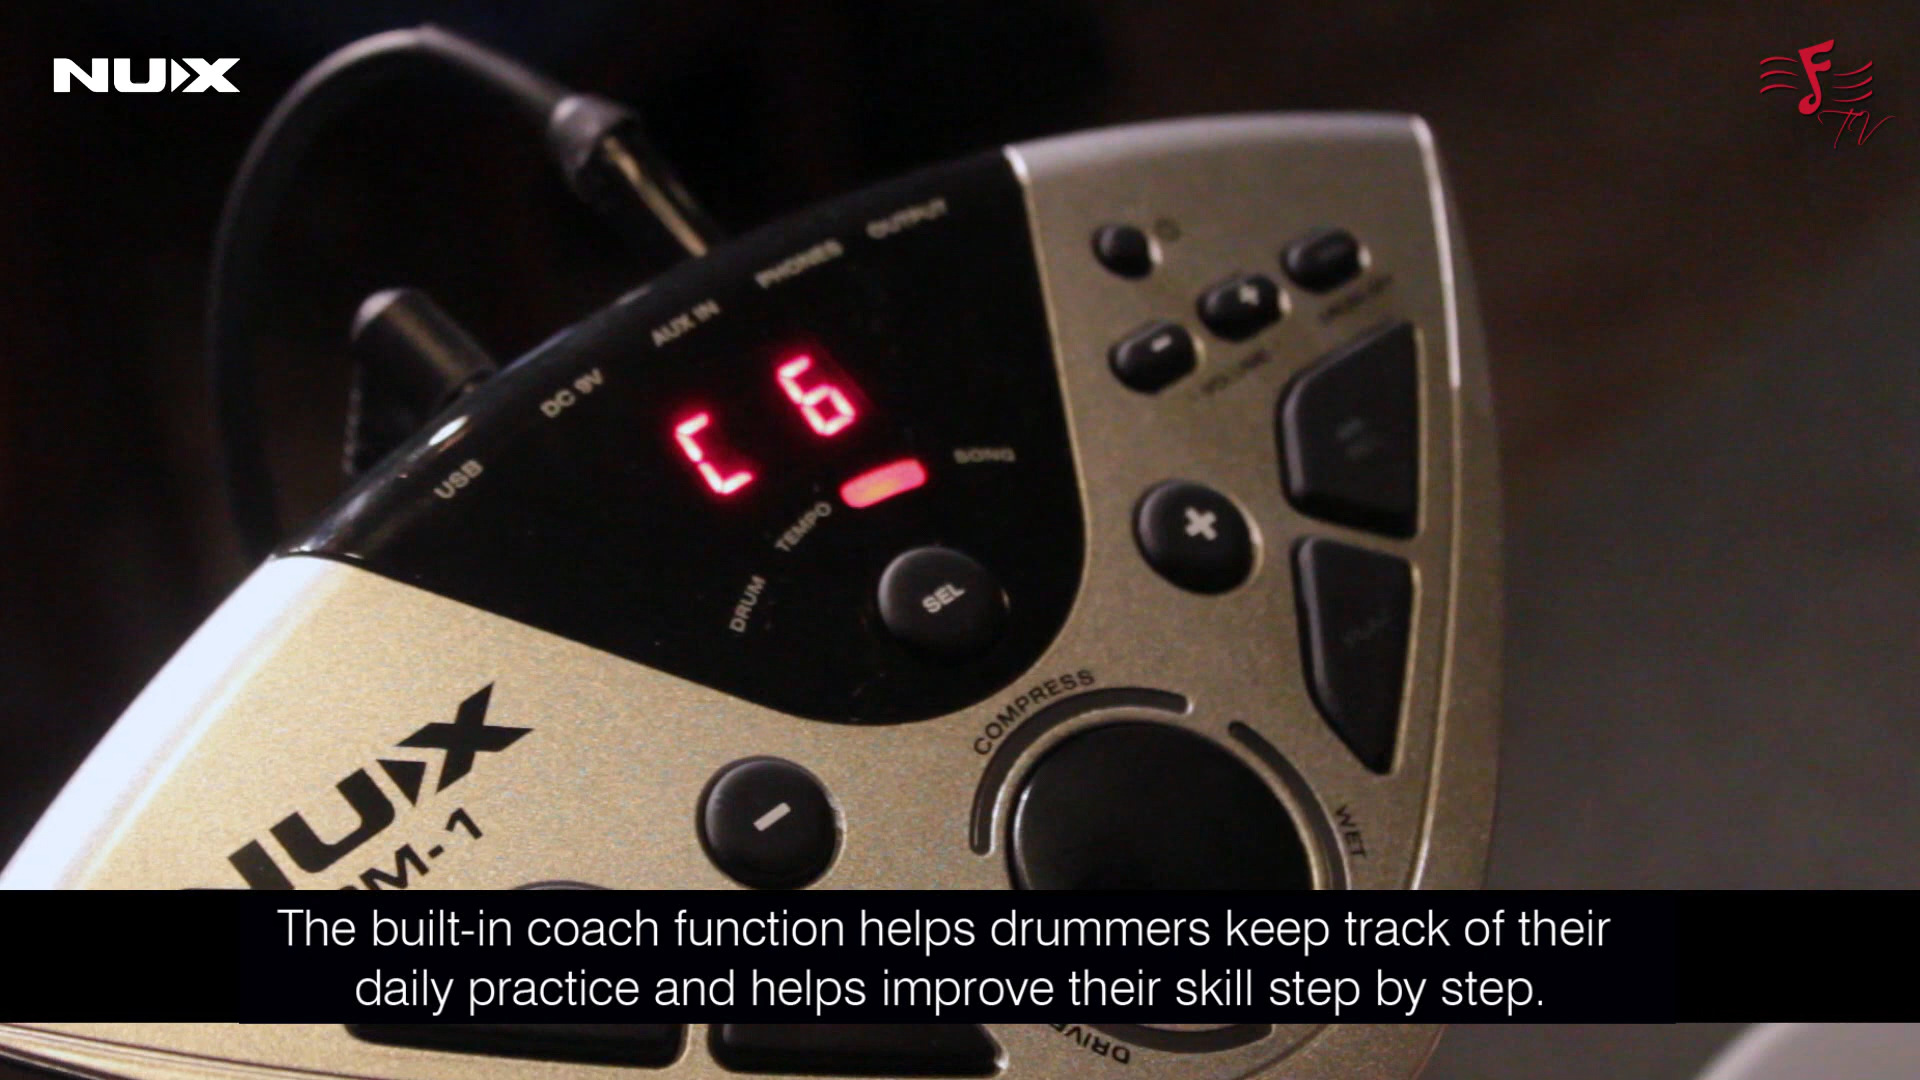 NUX
F
TV
OUTPUT
PHONES
AUX IN
DC 9V
USB
C6
SONG
TEMPO
DRUM
SEL
VOLUME
+
-
COMPRESS
WET
DRIVE
NUX
The built-in coach function helps drummers keep track of their
daily practice and helps improve their skill step by step.